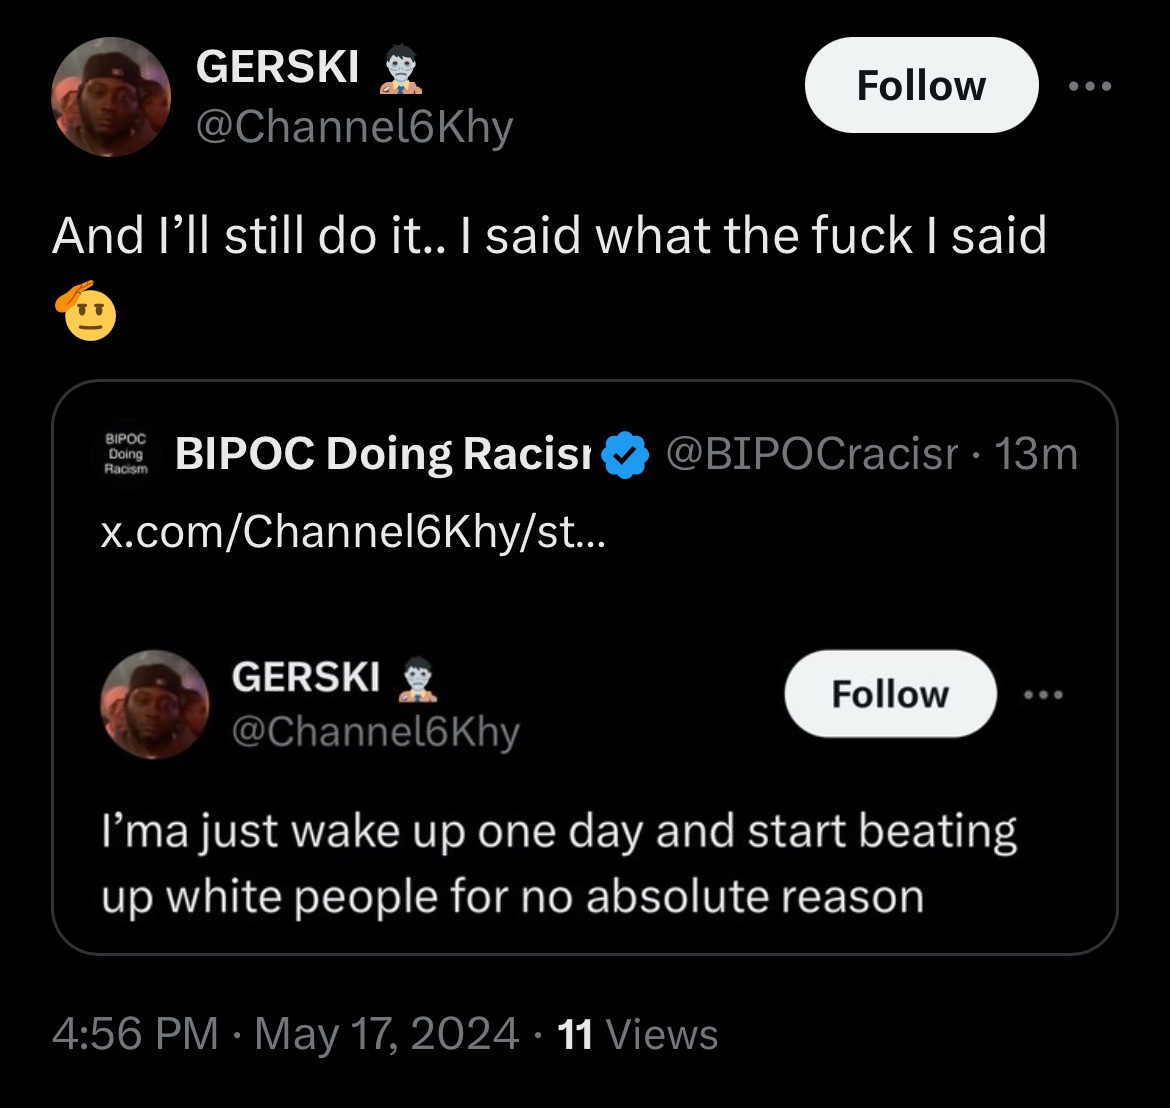 GERSKI
@Channel6Khy
Follow
And I’ll still do it.. I said what the fuck I said
BIPOC
Doing
Racism
BIPOC Doing Racisr @BIPOCracisr · 13m
x.com/Channel6Khy/st...
GERSKI
@Channel6Khy
Follow
I’ma just wake up one day and start beating
up white people for no absolute reason
4:56 PM · May 17, 2024 · 11 Views